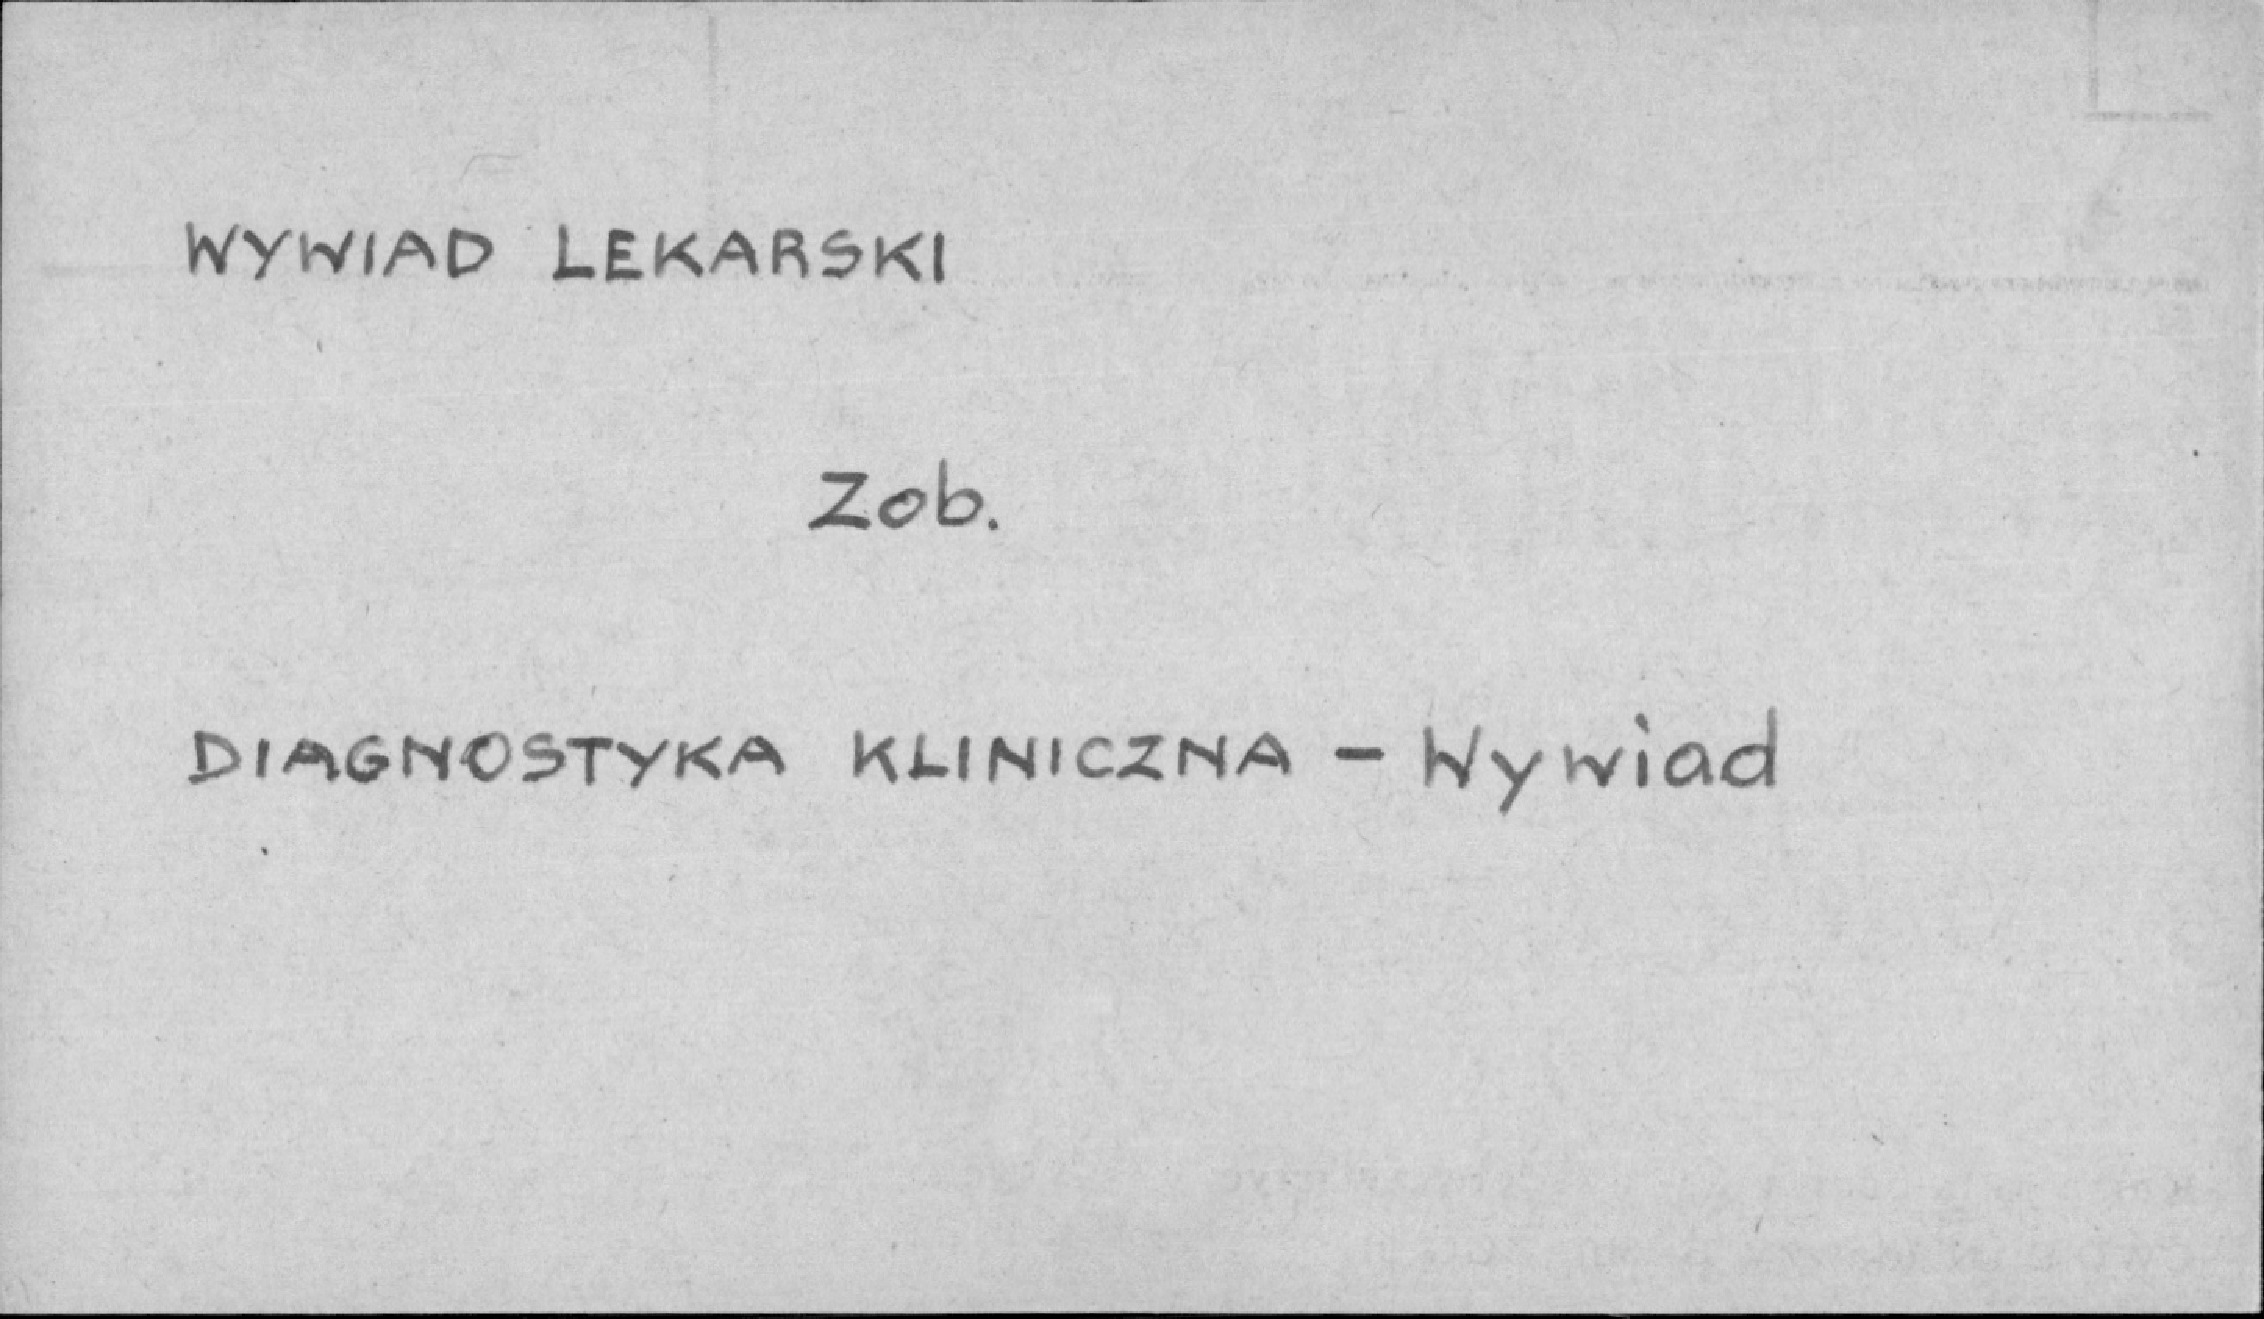 WYWIAD LEKARSKI
Zob.
DIAGNOSTYKA KLINICZNA - Wywiad